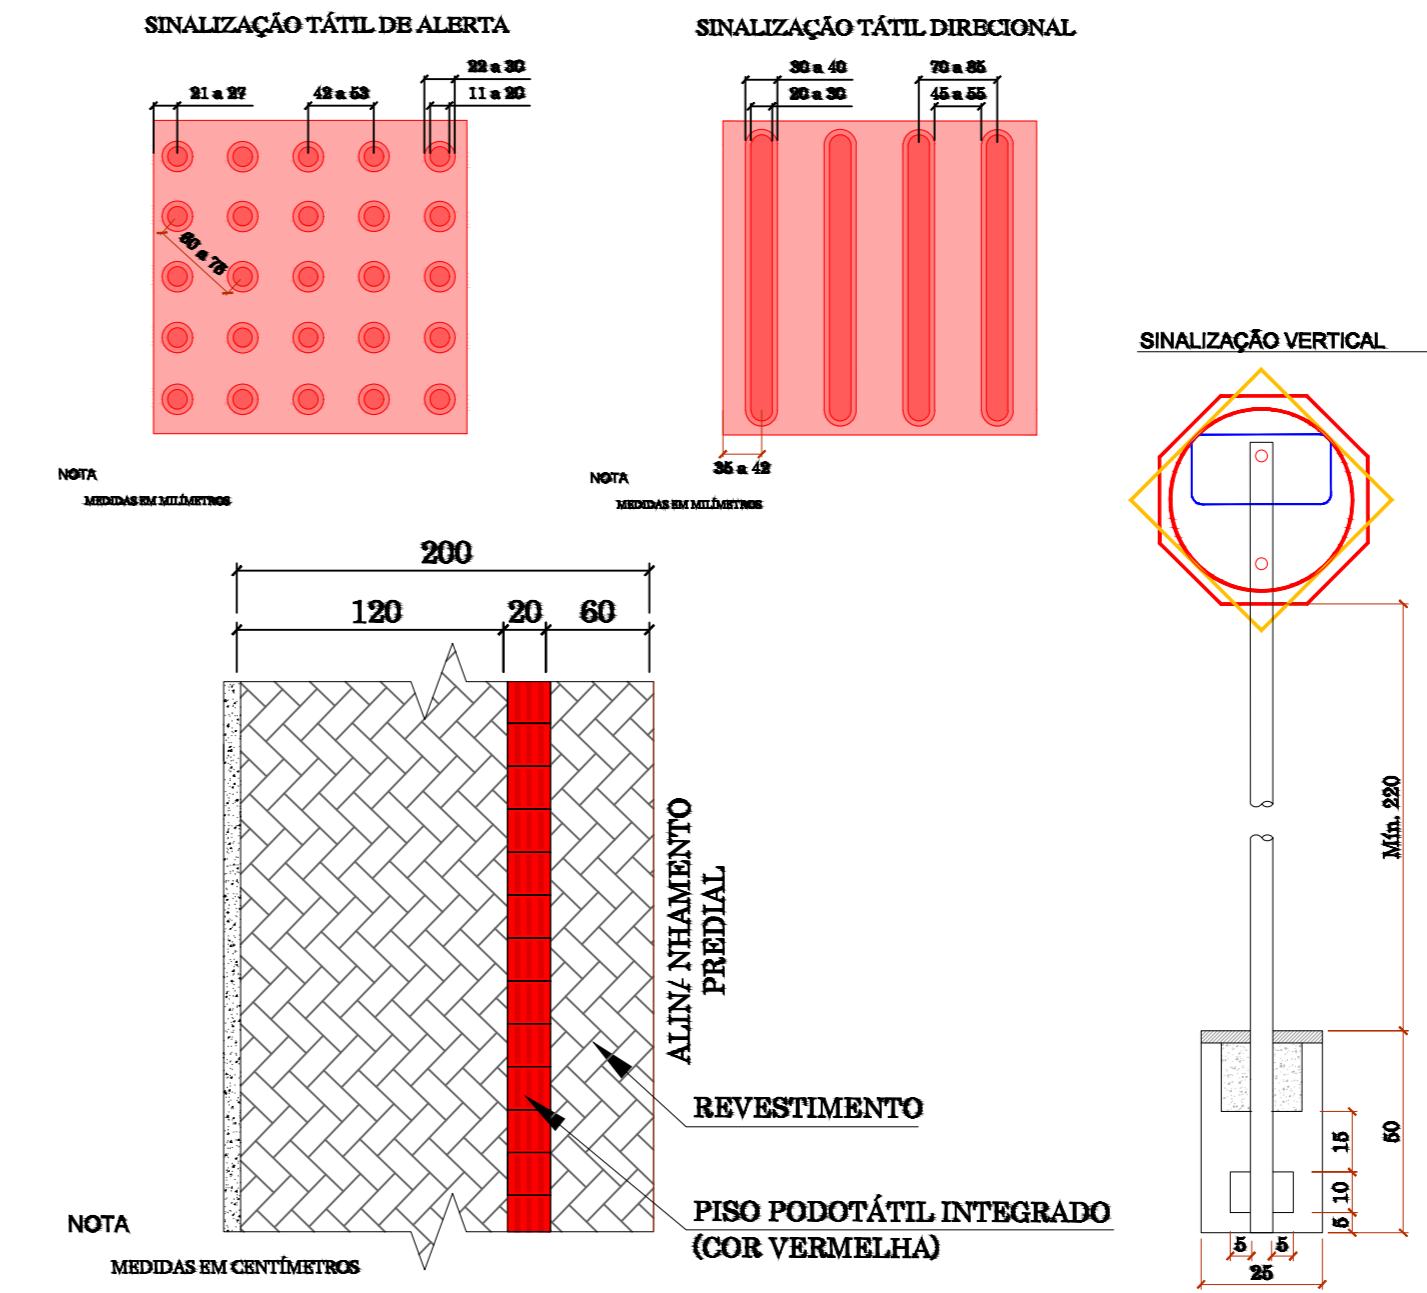 SINALIZAÇÃO TÁTIL DE ALERTA
22 a 30
21 a 27
42 a 53
11 a 20
60 a 75
NOTA
MEDIDAS EM MILÍMETROS
SINALIZAÇÃO TÁTIL DIRECIONAL
30 a 40
70 a 85
20 a 30
45 a 55
35 a 42
NOTA
MEDIDAS EM MILÍMETROS
200
120
20
60
ALINA NHAMENTO
PREDIAL
REVESTIMENTO
PISO PODOTÁTIL INTEGRADO
(COR VERMELHA)
NOTA
MEDIDAS EM CENTÍMETROS
SINALIZAÇÃO VERTICAL
Mín. 220
50
15
10
5
5
5
25